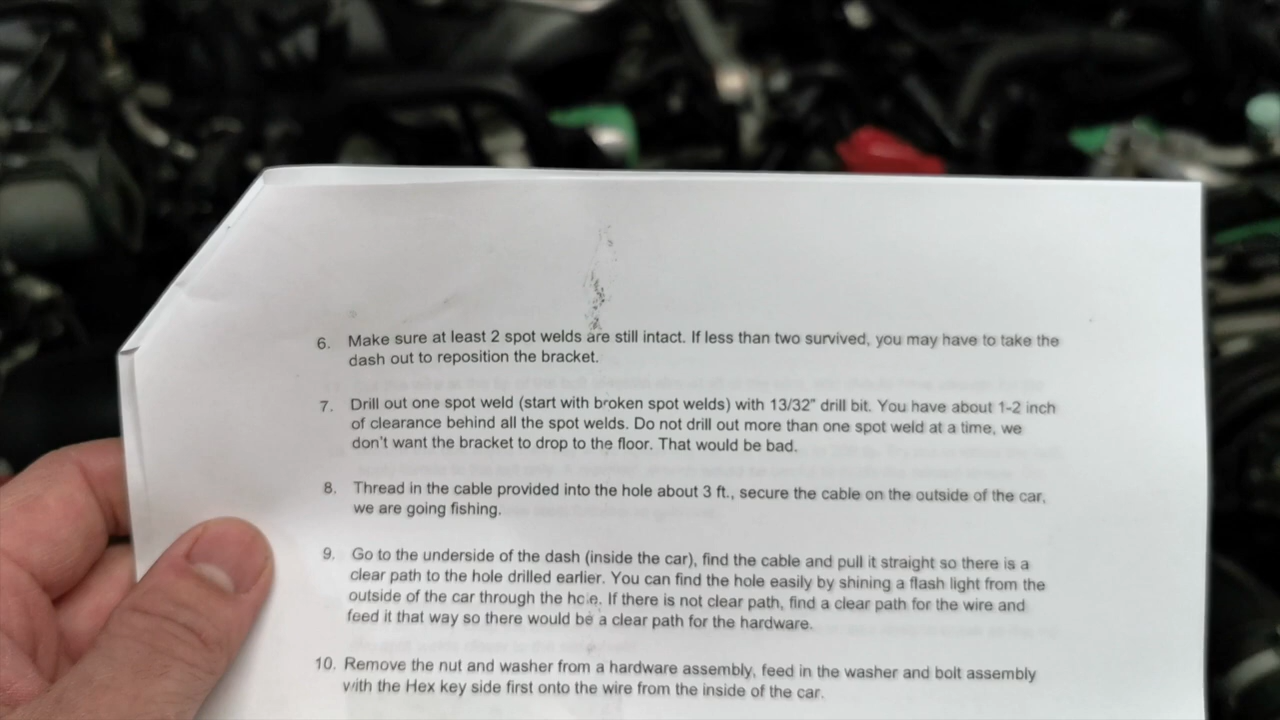 6. Make sure at least 2 spot welds are still intact. If less than two survived, you may have to take the
dash out to reposition the bracket.
7. Drill out one spot weld (start with broken spot welds) with 13/32" drill bit. You have about 1-2 inch
of clearance behind all the spot welds. Do not drill out more than one spot weld at a time, we
don't want the bracket to drop to the floor. That would be bad.
8. Thread in the cable provided into the hole about 3 ft., secure the cable on the outside of the car,
we are going fishing.
9. Go to the underside of the dash (inside the car), find the cable and pull it straight so there is a
clear path to the hole drilled earlier. You can find the hole easily by shining a flash light from the
outside of the car through the hole. If there is not clear path, find a clear path for the wire and
feed it that way so there would be a clear path for the hardware.
10. Remove the nut and washer from a hardware assembly, feed in the washer and bolt assembly
with the Hex key side first onto the wire from the inside of the car.